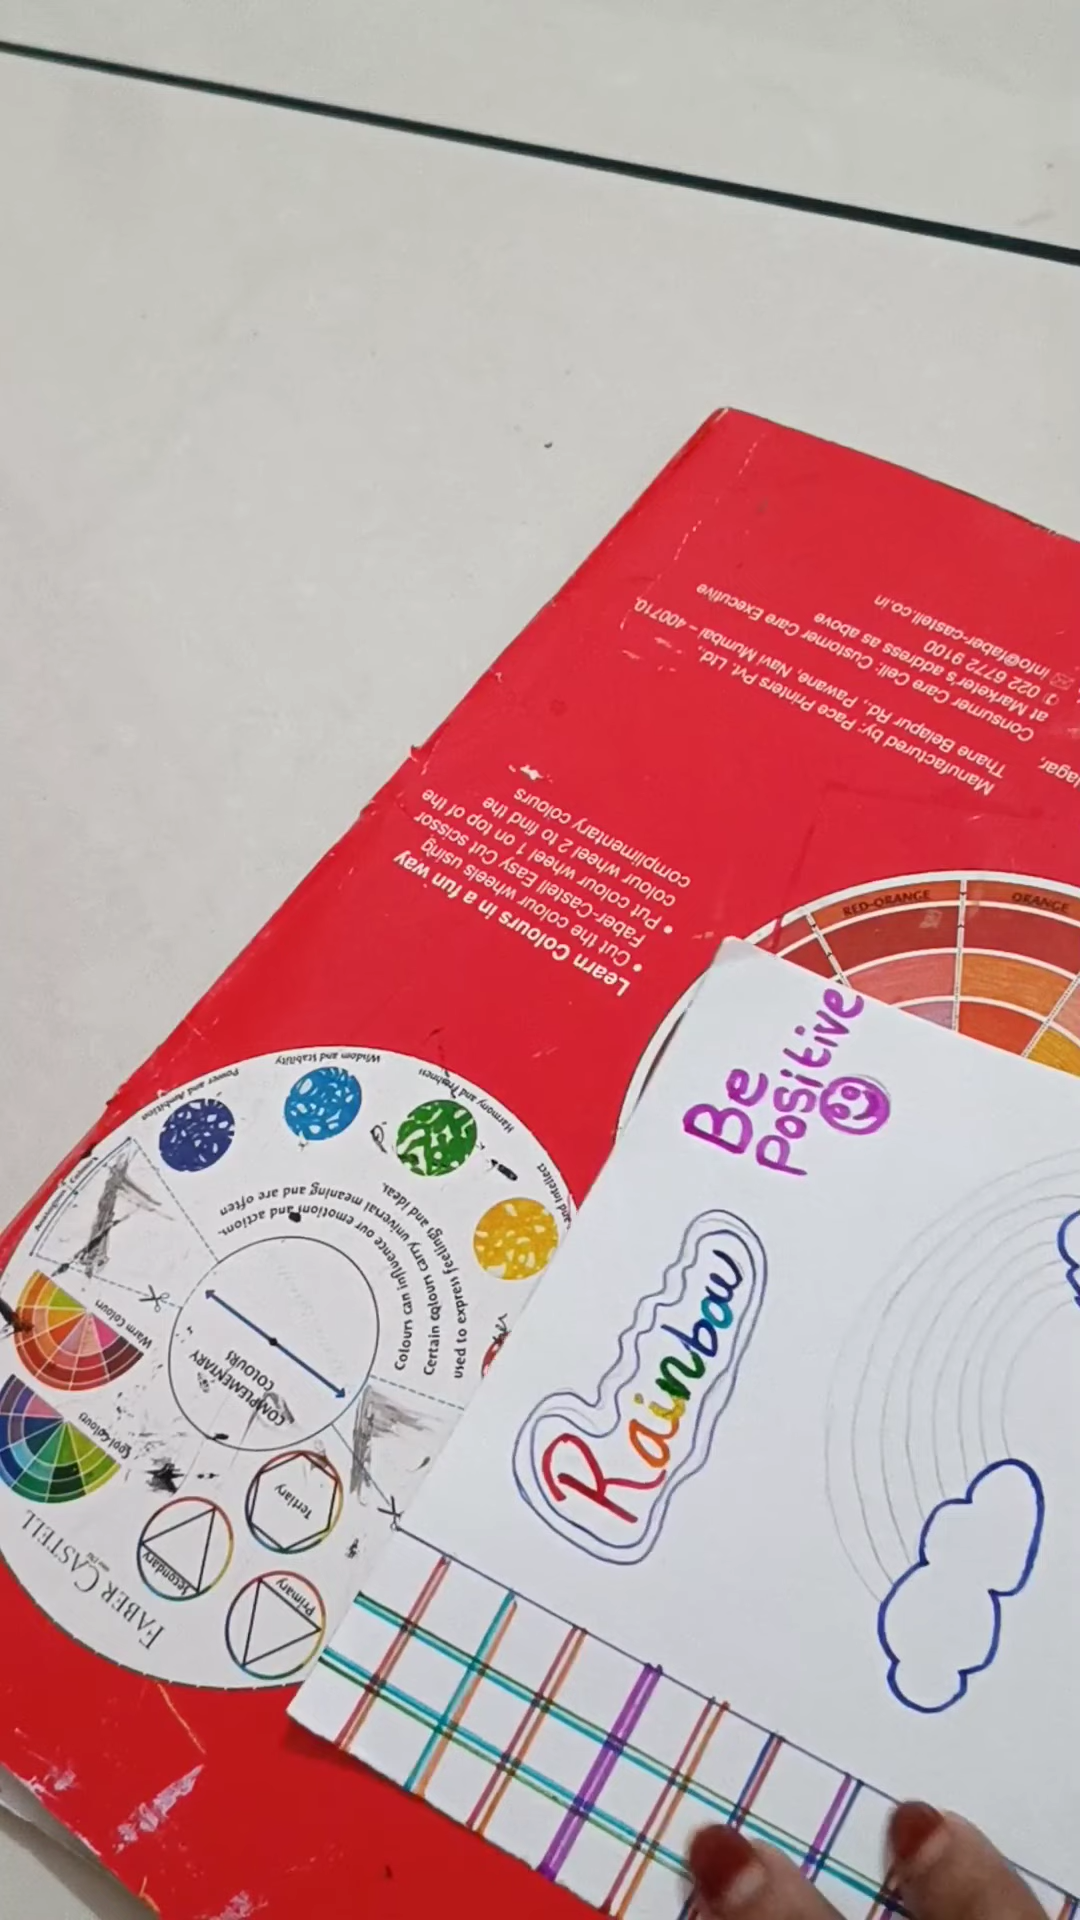 Be
Positive
Rainbow
RED-ORANGE
ORANGE
info@faber-castell.co.in
022 6772 9100
at Marketer's address as above
Consumer Care Cell: Customer Care Executive
Thane Belapur Rd., Pawane, Navi Mumbai – 400710.
Manufactured by: Pace Printers Pvt. Ltd.,
Learn Colours in a fun way
• Cut the colour wheels using
Faber-Castell Easy Cut scissor
• Put colour wheel 1 on top of the
colour wheel 2 to find the
complimentary colours
Power and Ambition
Wisdom and Stability
Harmony and Freshness
and Intellect
Colours can influence our emotions and actions.
Certain colours carry universal meaning and are often
used to express feelings and ideas.
COMPLEMENTARY
COLOURS
Warm Colours
Cool Colours
Tertiary
Secondary
Primary
FABER CASTELL